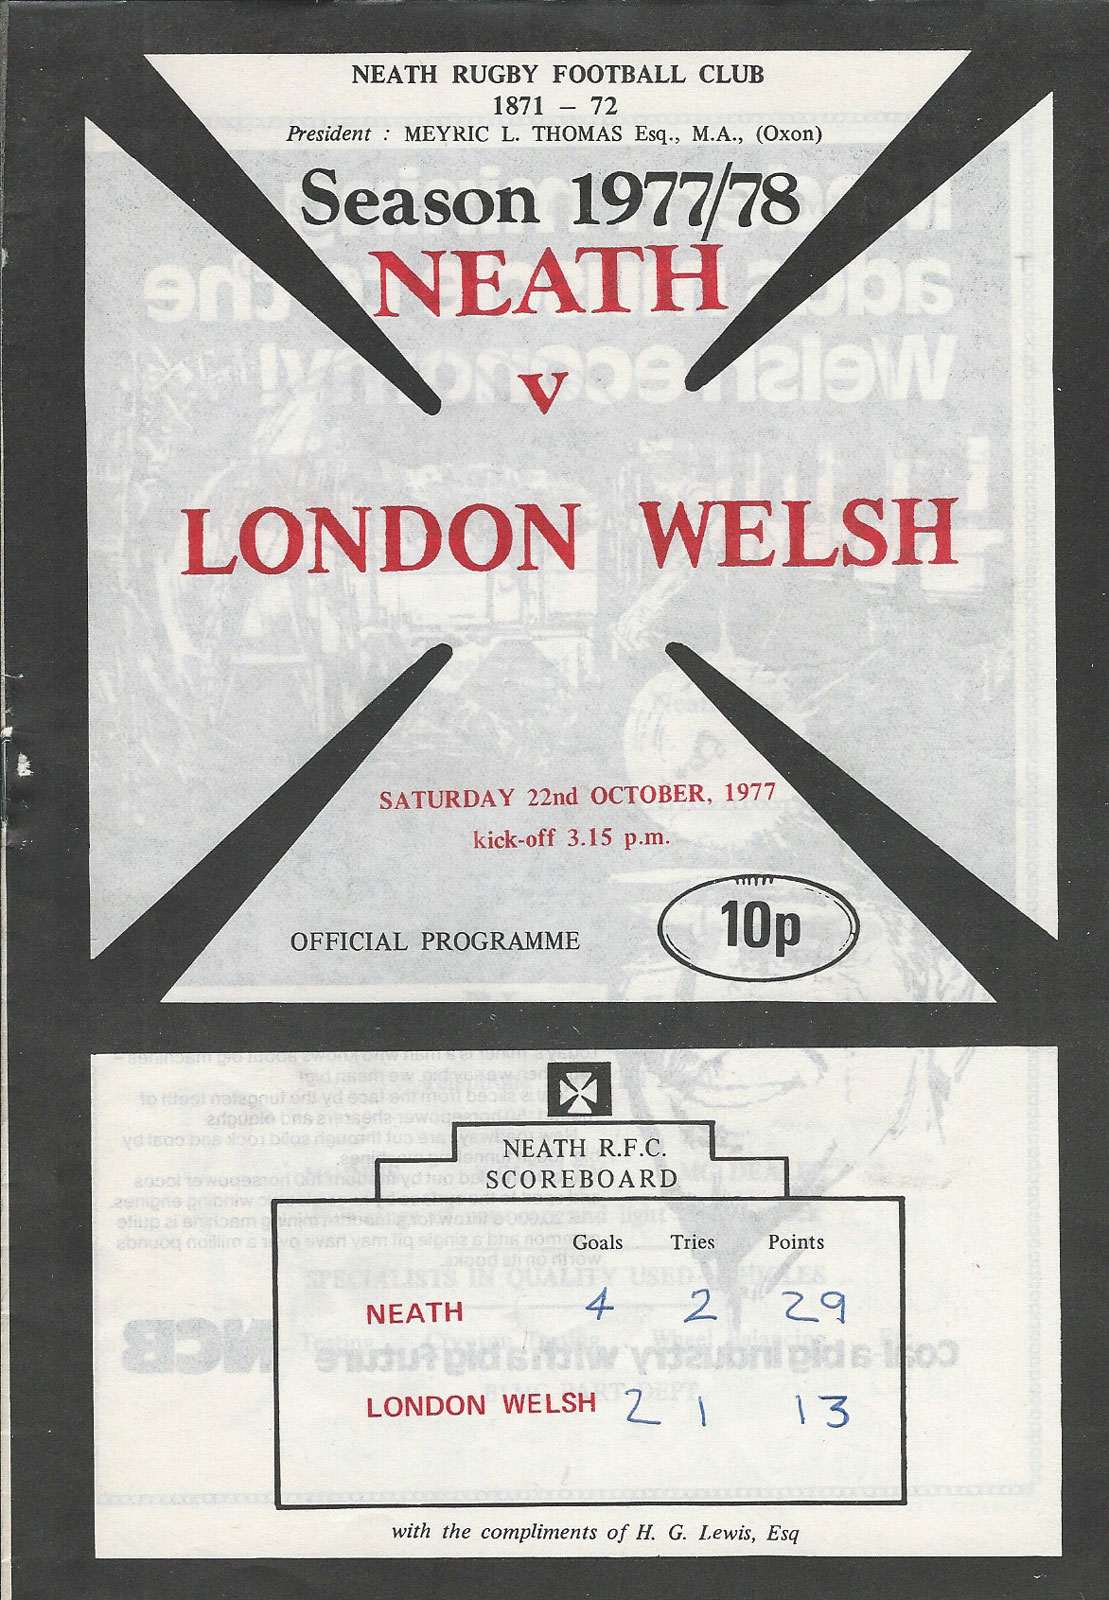 NEATH RUGBY FOOTBALL CLUB
1871 – 72
President : MEYRIC L. THOMAS Esq., M.A., (Oxon)
Season 1977/78
NEATH
v
LONDON WELSH
SATURDAY 22nd OCTOBER, 1977
kick-off 3.15 p.m.
OFFICIAL PROGRAMME
10p
NEATH R.F.C.
SCOREBOARD
Goals Tries Points
NEATH 4 2 29
LONDON WELSH 2 1 13
with the compliments of H. G. Lewis, Esq